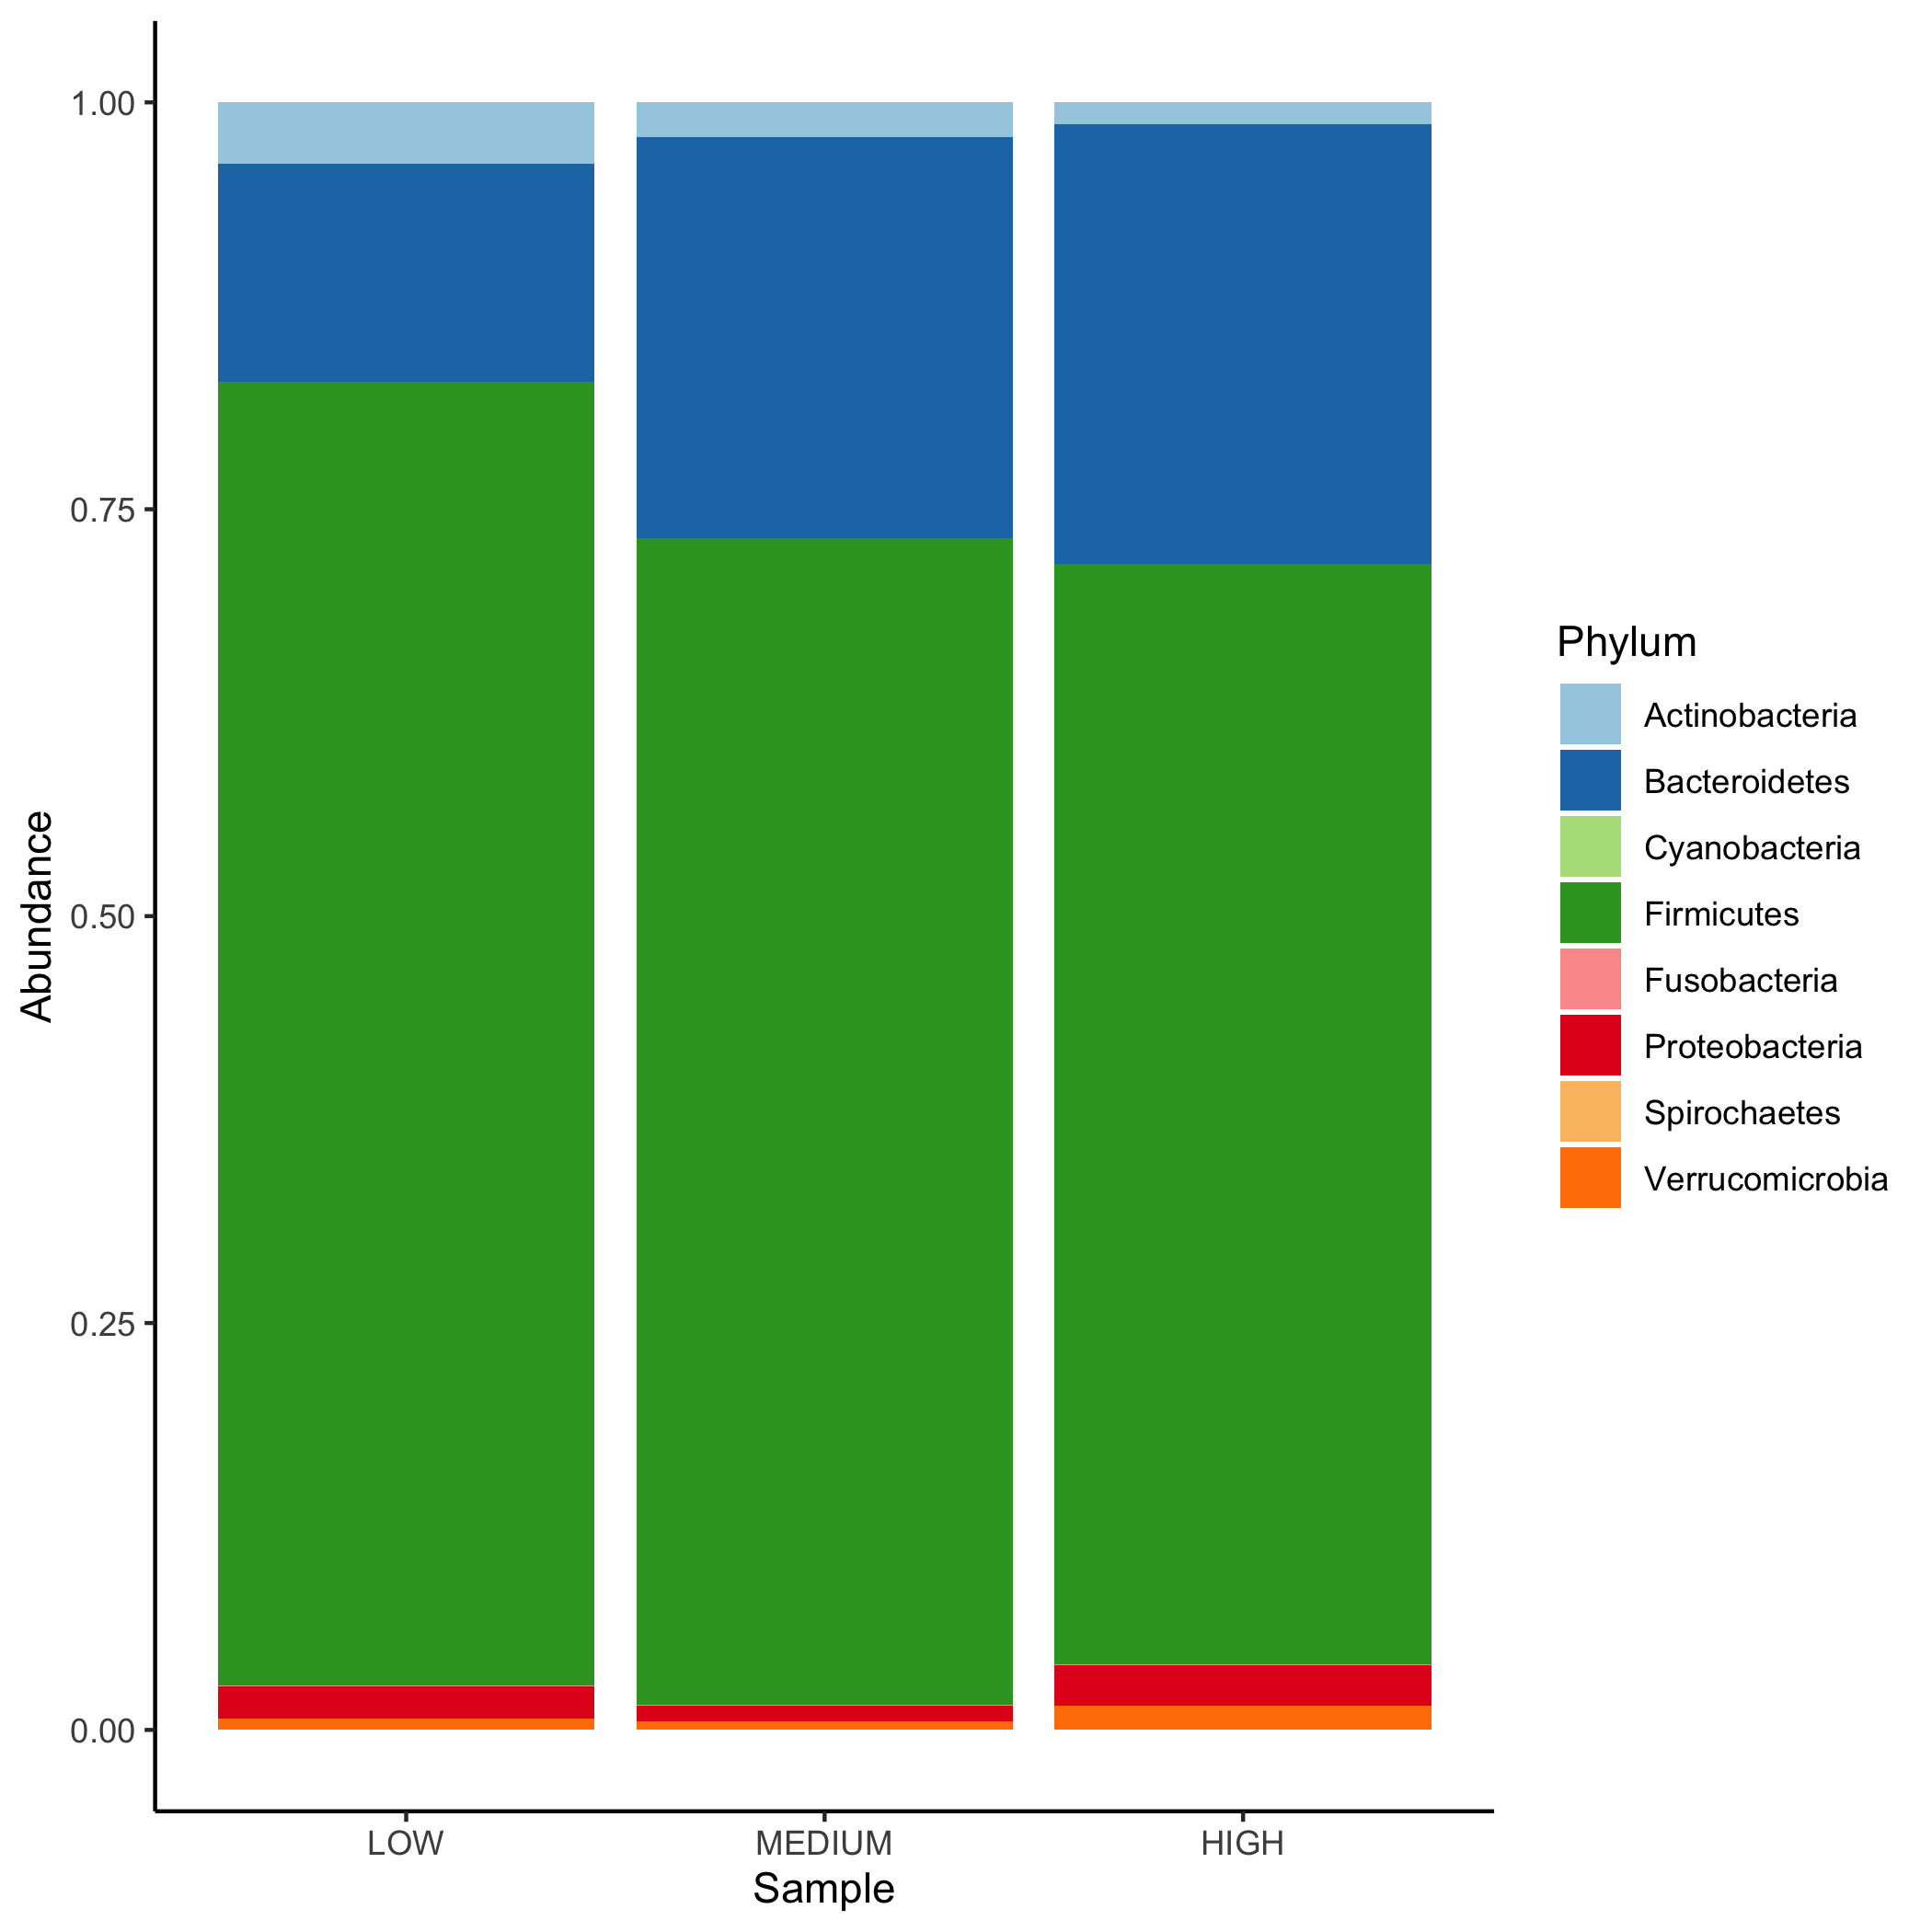 Abundance
1.00
0.75
0.50
0.25
0.00
LOW MEDIUM HIGH
Sample
Phylum
Actinobacteria
Bacteroidetes
Cyanobacteria
Firmicutes
Fusobacteria
Proteobacteria
Spirochaetes
Verrucomicrobia